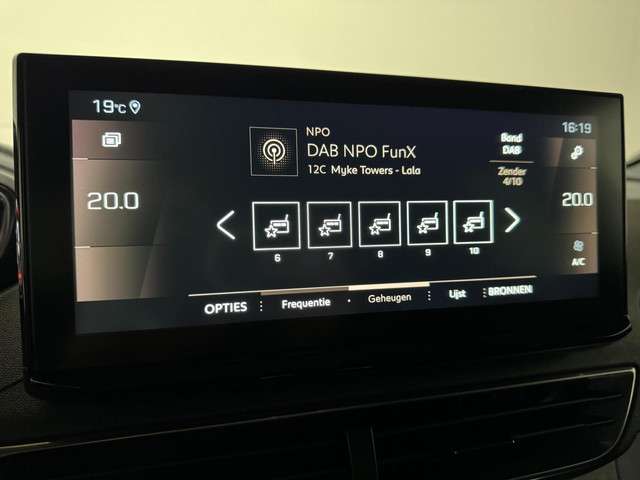 19°C
16:19
NPO
DAB NPO FunX
12C Myke Towers - Lala
Band
DAB
Zender
4/10
20.0
20.0
6 7 8 9 10
A/C
OPTIES Frequentie Geheugen Lijst BRONNEN